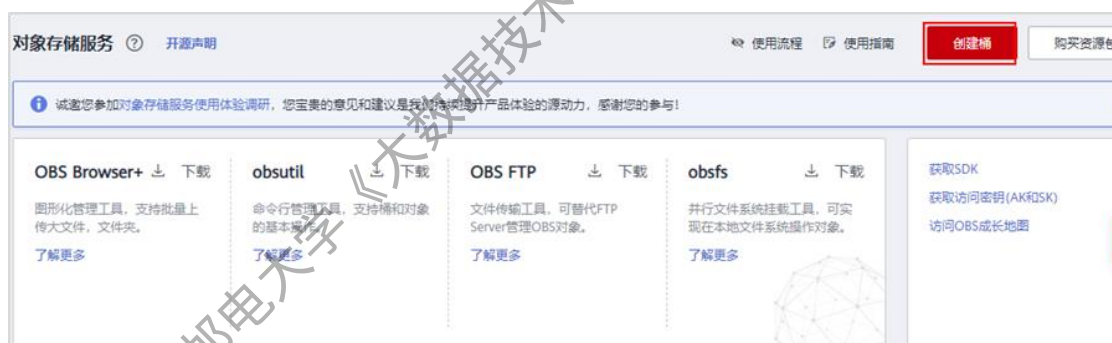 对象存储服务 ? 开源声明 使用流程 使用指南 创建桶 购买资源包
诚邀您参加对象存储服务使用体验调研，您宝贵的意见和建议是我们持续提升产品体验的源动力，感谢您的参与！
OBS Browser+ 下载
图形化管理工具，支持批量上
传大文件，文件夹。
了解更多
obsutil 下载
命令行管理工具，支持桶和对象
的基本操作。
了解更多
OBS FTP 下载
文件传输工具，可替代FTP
Server管理OBS对象。
了解更多
obsfs 下载
并行文件系统挂载工具，可实
现在本地文件系统操作对象。
了解更多
获取SDK
获取访问密钥(AK和SK)
访问OBS成长地图
邮电大学《大数据技术